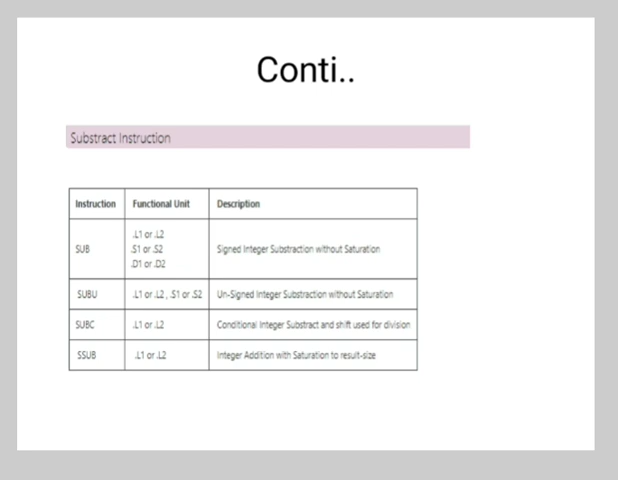 Conti..
Substract Instruction
Instruction Functional Unit Description
SUB .L1 or .L2 .S1 or .S2 .D1 or .D2 Signed Integer Substraction without Saturation
SUBU .L1 or .L2 , .S1 or .S2 Un-Signed Integer Substraction without Saturation
SUBC .L1 or .L2 Conditional Integer Substract and shift used for division
SSUB .L1 or .L2 Integer Addition with Saturation to result-size